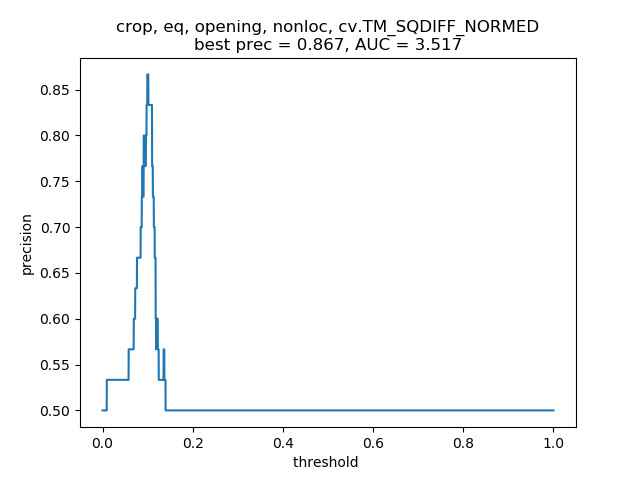 crop, eq, opening, nonloc, cv.TM_SQDIFF_NORMED
best prec = 0.867, AUC = 3.517
0.85
0.80
0.75
0.70
0.65
0.60
0.55
0.50
precision
0.0 0.2 0.4 0.6 0.8 1.0
threshold